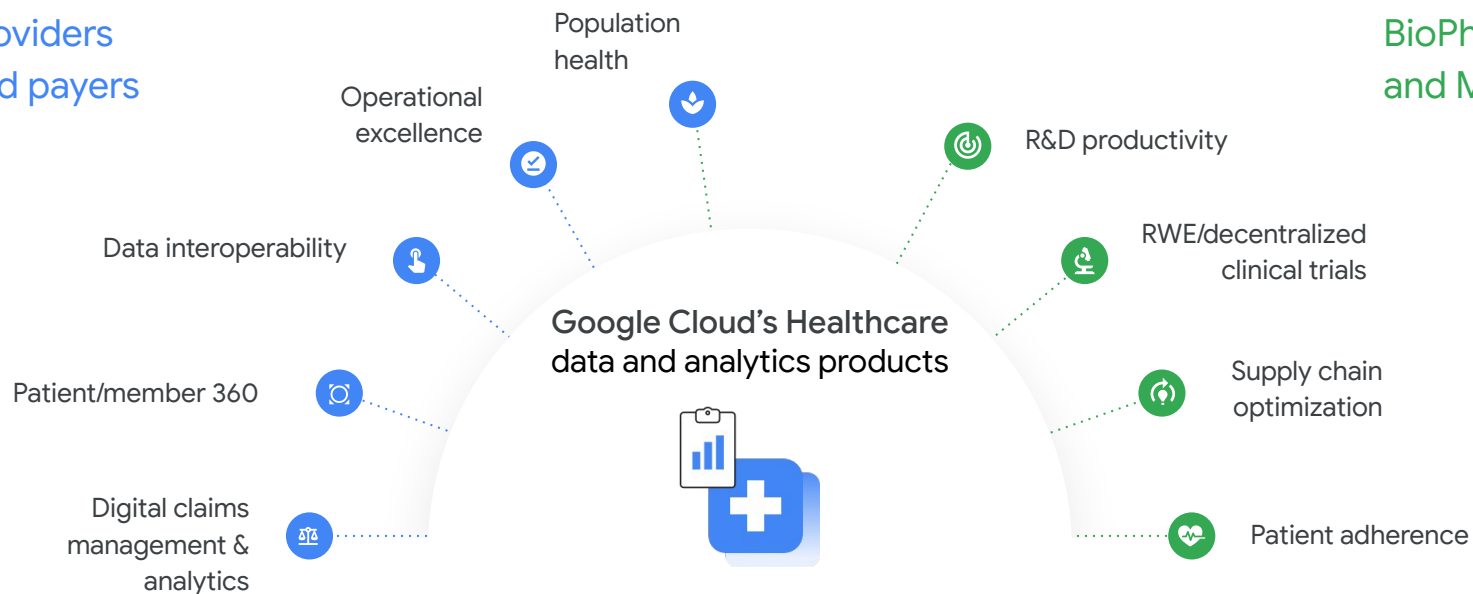 oviders
d payers
BioPh
and M
Population
health
Operational
excellence
R&D productivity
Data interoperability
RWE/decentralized
clinical trials
Google Cloud's Healthcare
data and analytics products
Patient/member 360
Supply chain
optimization
Digital claims
management &
analytics
Patient adherence